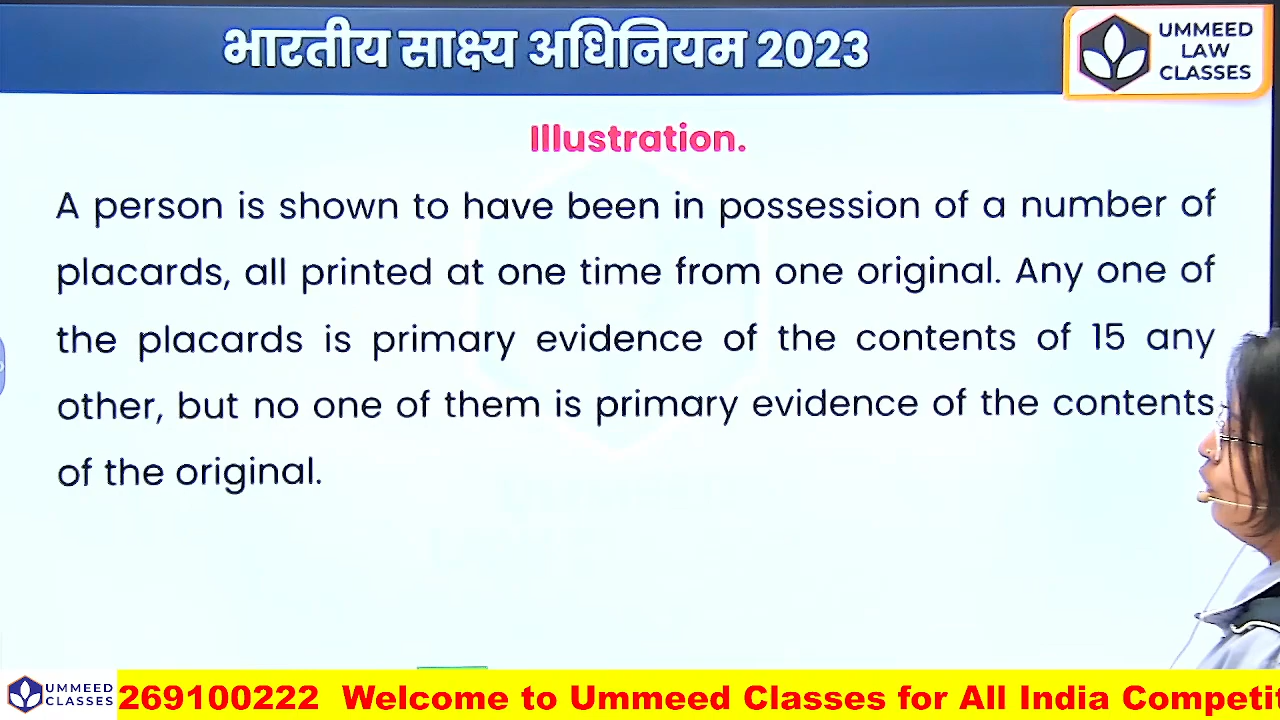 भारतीय साक्ष्य अधिनियम 2023
UMMEED
LAW
CLASSES
Illustration.
A person is shown to have been in possession of a number of
placards, all printed at one time from one original. Any one of
the placards is primary evidence of the contents of 15 any
other, but no one of them is primary evidence of the contents
of the original.
UMMEED
CLASSES
269100222 Welcome to Ummeed Classes for All India Competi